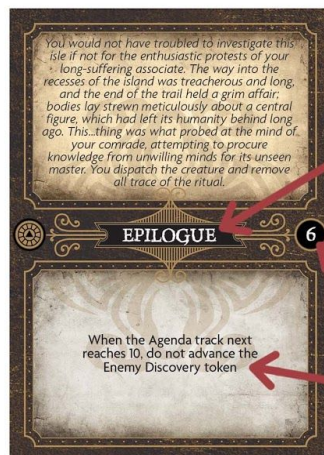 You would not have troubled to investigate this
isle if not for the enthusiastic protests of your
long-suffering associate. The way into the
recesses of the island was treacherous and long,
and the end of the trail held a grim affair;
bodies lay strewn meticulously about a central
figure, which had left its humanity behind long
ago. This...thing was what probed at the mind of
your comrade, attempting to procure
knowledge from unwilling minds for its unseen
master. You dispatch the creature and remove
all trace of the ritual.
EPILOGUE
6
When the Agenda track next
reaches 10, do not advance the
Enemy Discovery token